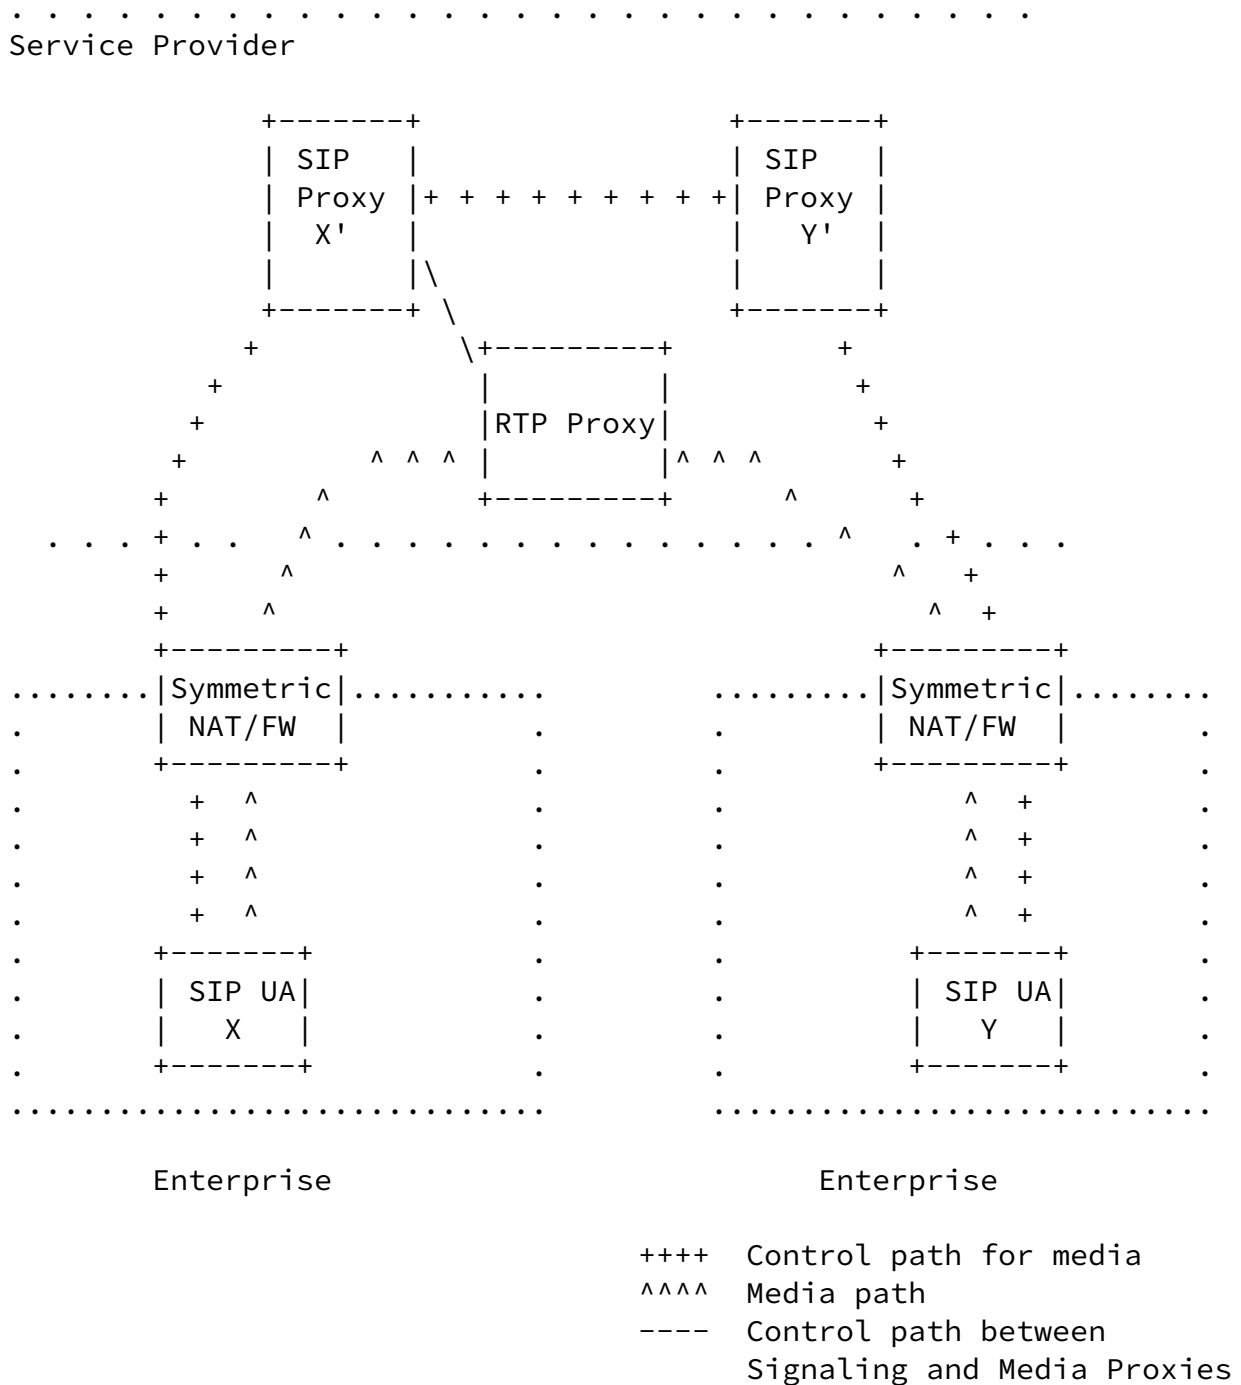 Service Provider
SIP SIP
Proxy + + + + + + + + + Proxy
X' Y'
RTP Proxy
Symmetric Symmetric
NAT/FW NAT/FW
SIP UA SIP UA
X Y
Enterprise Enterprise
++++ Control path for media
^^^^ Media path
---- Control path between
Signaling and Media Proxies